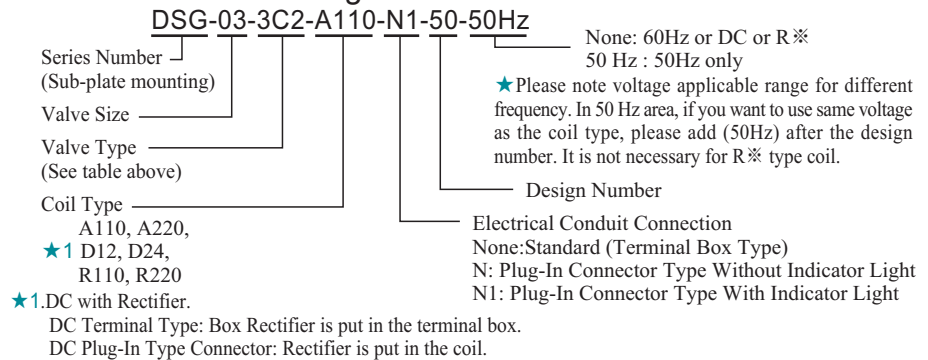 DSG-03-3C2-A110-N1-50-50Hz
Series Number
(Sub-plate mounting)
Valve Size
Valve Type
(See table above)
Coil Type
A110, A220,
★1 D12, D24,
R110, R220
★1.DC with Rectifier.
DC Terminal Type: Box Rectifier is put in the terminal box.
DC Plug-In Type Connector: Rectifier is put in the coil.
None: 60Hz or DC or R※
50 Hz : 50Hz only
★Please note voltage applicable range for different
frequency. In 50 Hz area, if you want to use same voltage
as the coil type, please add (50Hz) after the design
number. It is not necessary for R※ type coil.
Design Number
Electrical Conduit Connection
None:Standard (Terminal Box Type)
N: Plug-In Connector Type Without Indicator Light
N1: Plug-In Connector Type With Indicator Light